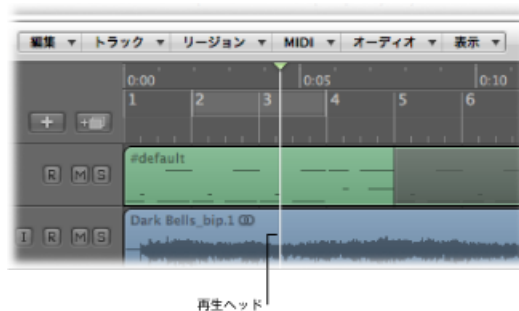 編集 トラック リージョン MIDI オーディオ 表示
0:00 0:05 0:10
1 2 3 4 5 6
#default
R M S
Dark Bells_bip.1
I R M S
再生ヘッド